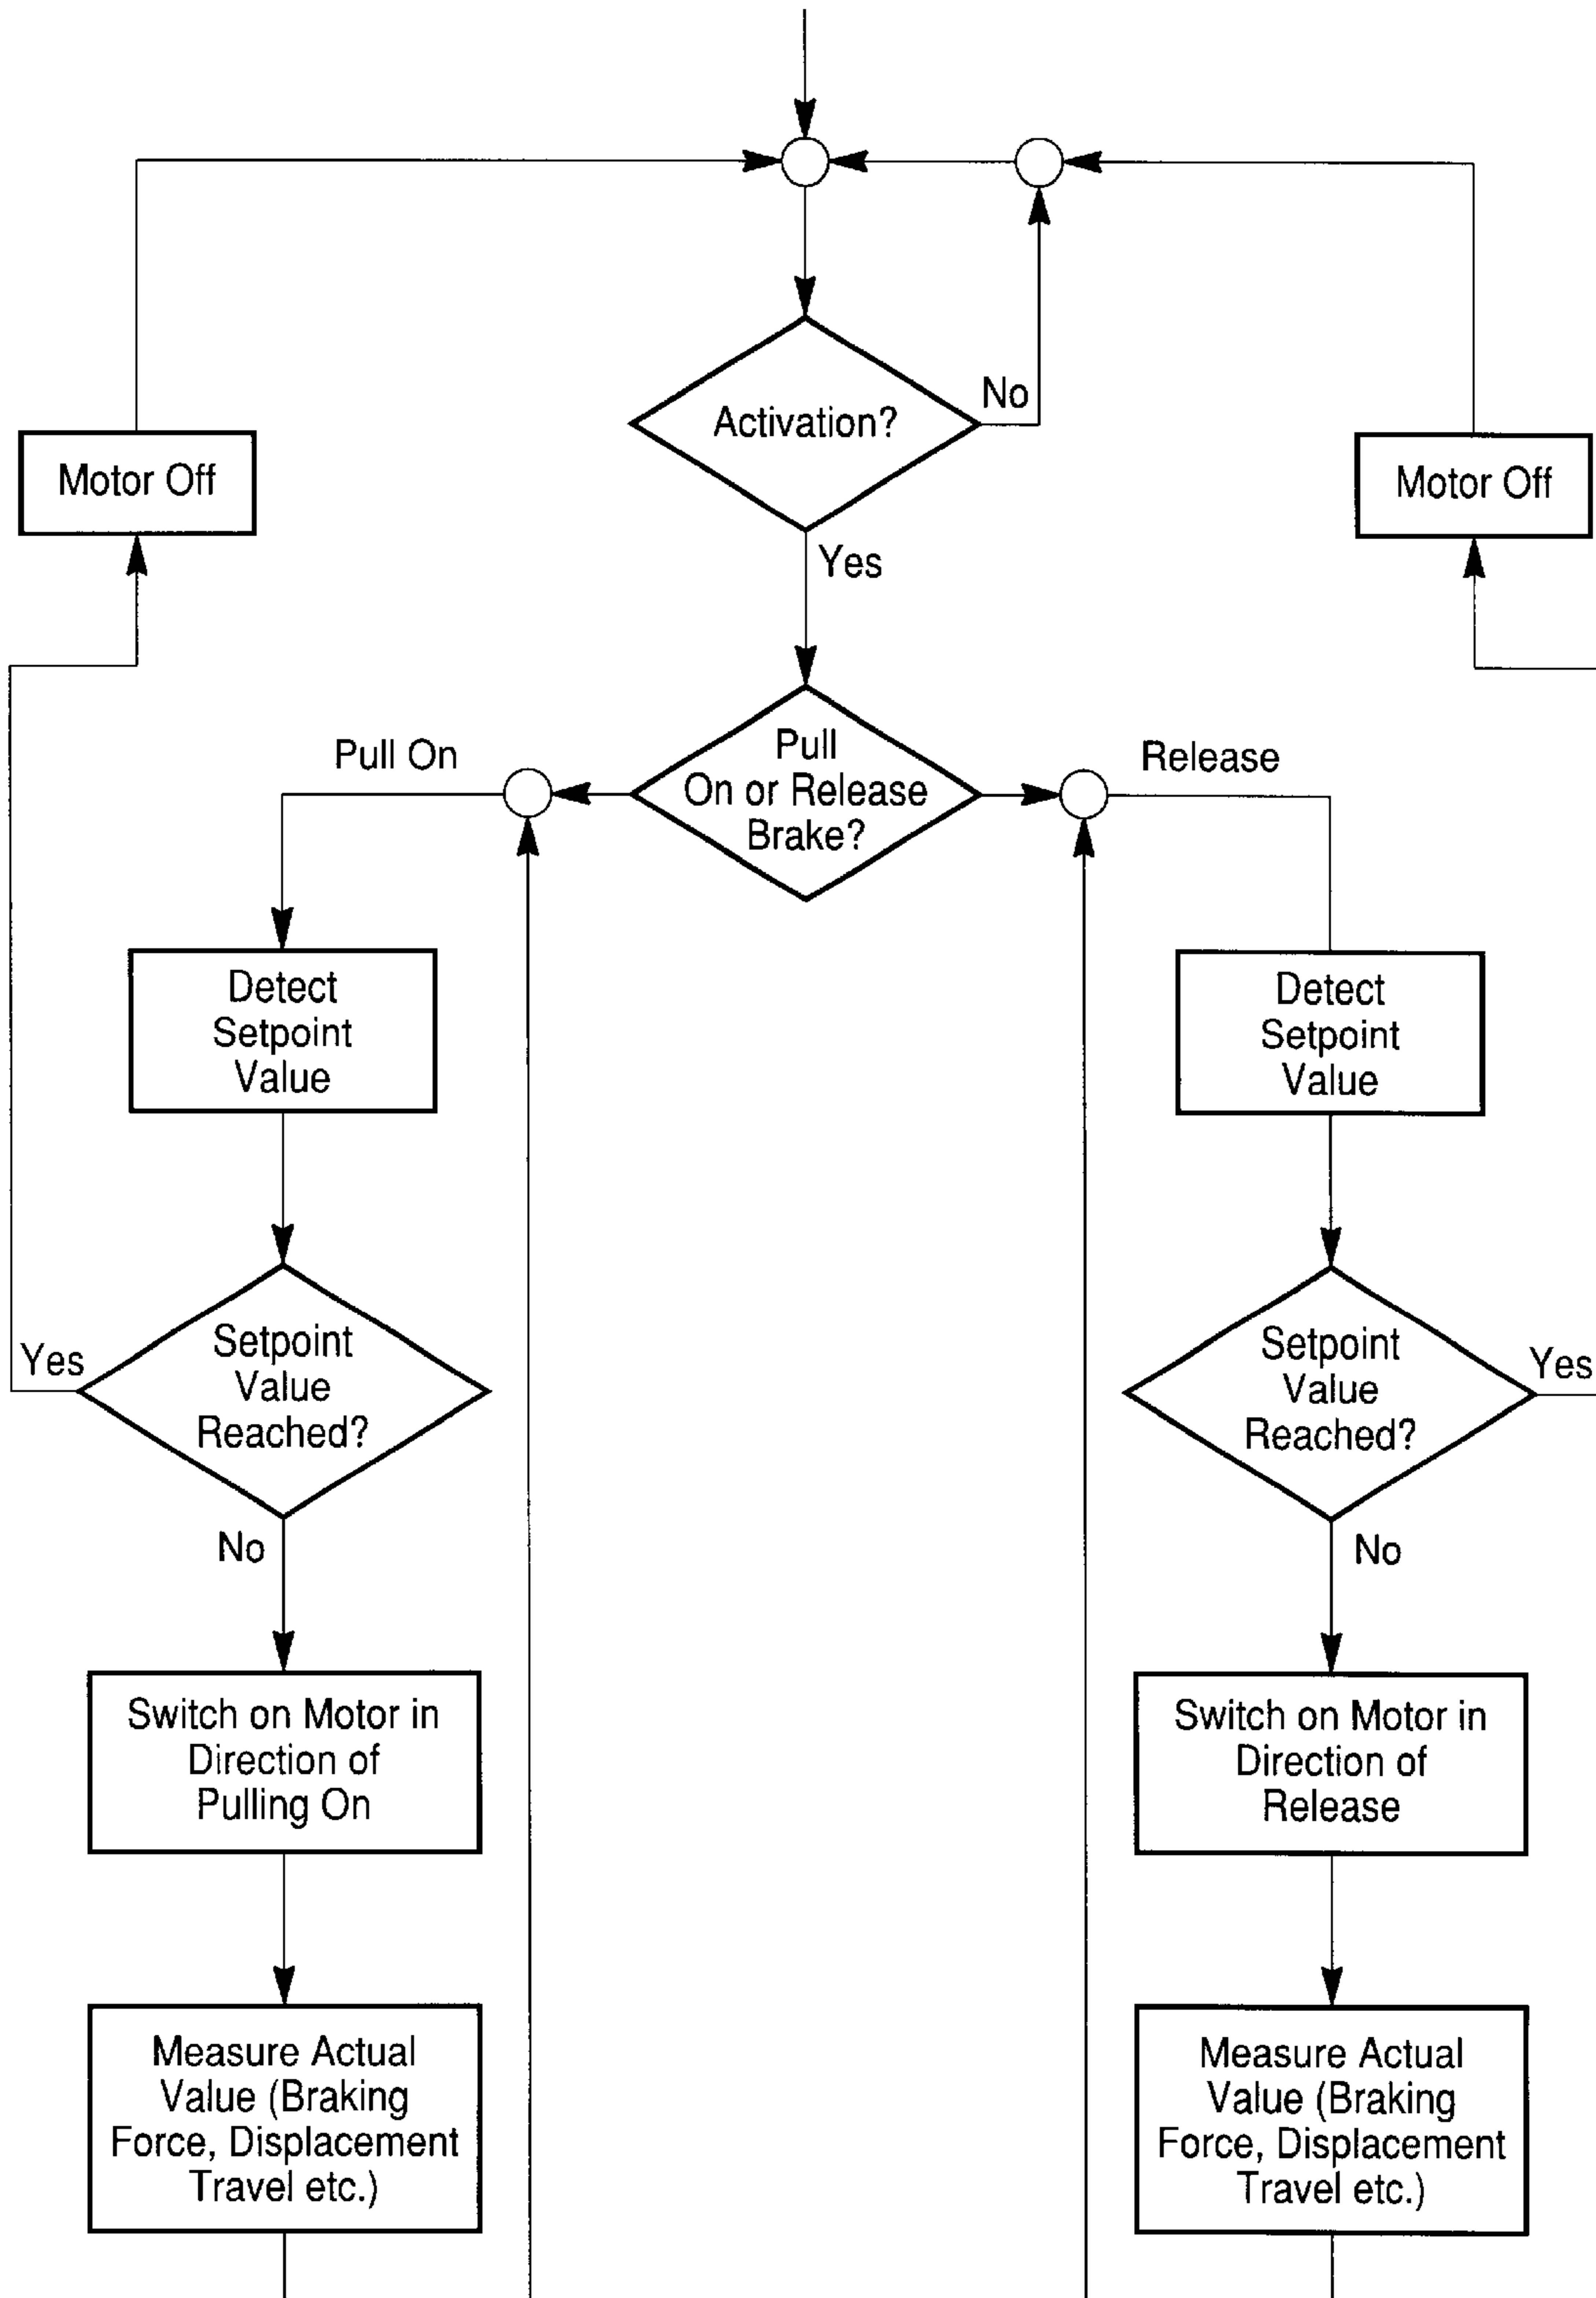 No
Activation?
Motor Off
Motor Off
Yes
Pull On
Pull
On or Release
Brake?
Release
Detect
Setpoint
Value
Detect
Setpoint
Value
Yes
Setpoint
Value
Reached?
Setpoint
Value
Reached?
Yes
No
No
Switch on Motor in
Direction of
Pulling On
Switch on Motor in
Direction of
Release
Measure Actual
Value (Braking
Force, Displacement
Travel etc.)
Measure Actual
Value (Braking
Force, Displacement
Travel etc.)